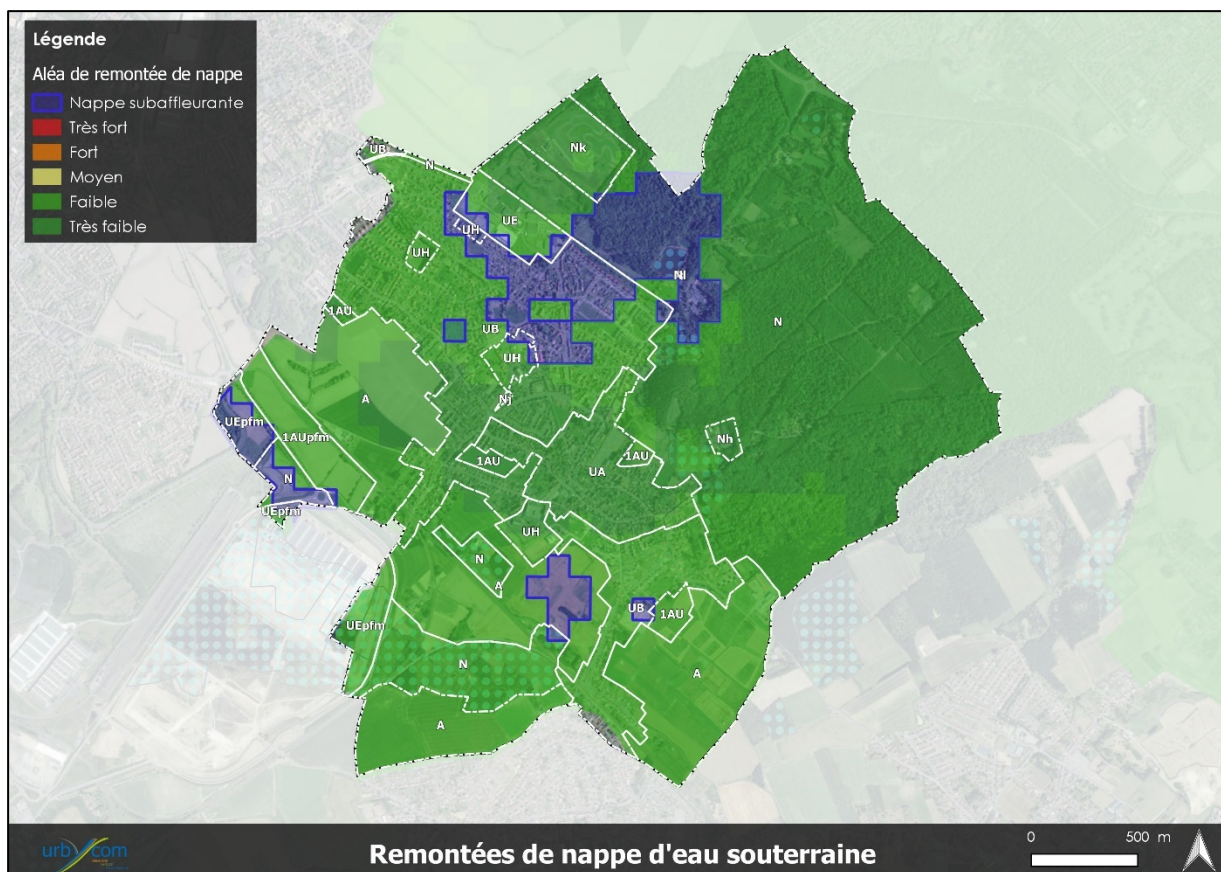 Légende
Aléa de remontée de nappe
Nappe subaffleurante
Très fort
Fort
Moyen
Faible
Très faible
UB
N
Nk
UE
UH
UH
Nl
N
1AU
UB
UH
A
Nj
UEpfm
1AUpfm
Nh
1AU
1AU
UA
N
UEpfm
UH
N
A
UB
1AU
UEpfm
N
A
A
urbycom
Remontées de nappe d'eau souterraine
0 500 m